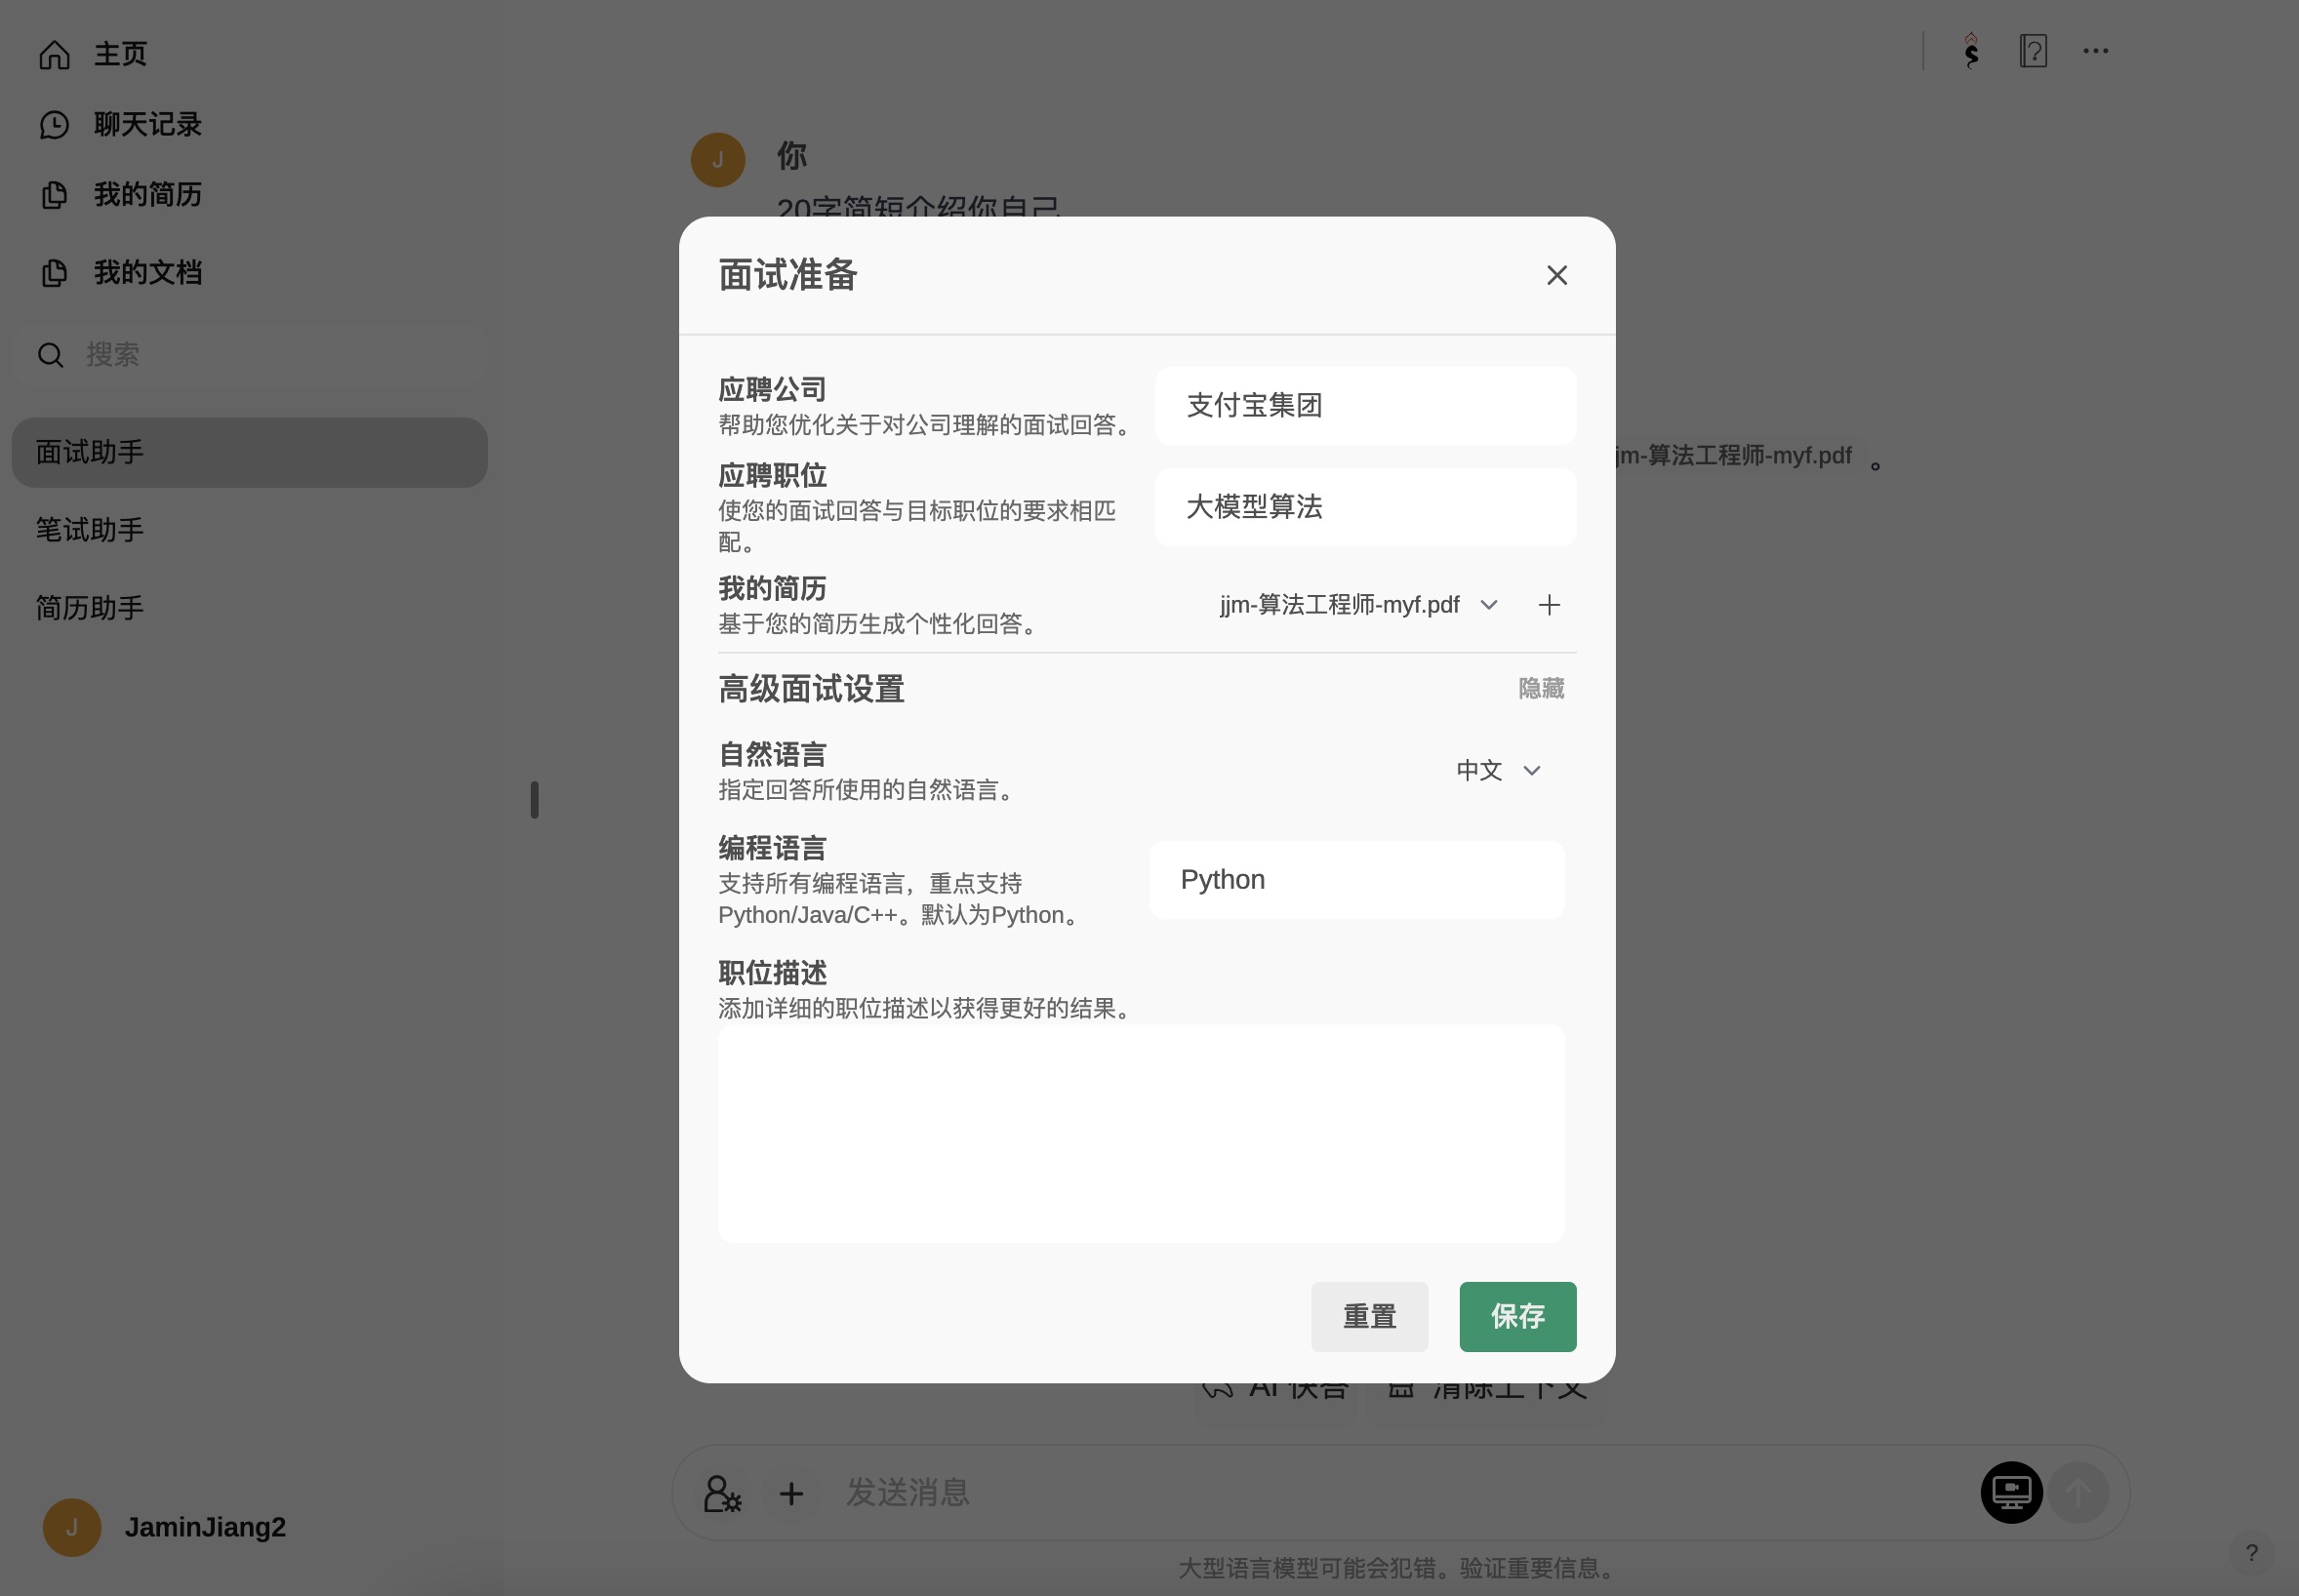 主页
聊天记录
我的简历
我的文档
搜索
面试助手
笔试助手
简历助手
J
JaminJiang2
J
你
20字简短介绍你自己
面试准备
应聘公司
帮助您优化关于对公司理解的面试回答。
支付宝集团
应聘职位
使您的面试回答与目标职位的要求相匹
配。
大模型算法
我的简历
基于您的简历生成个性化回答。
jjm-算法工程师-myf.pdf
高级面试设置
隐藏
自然语言
指定回答所使用的自然语言。
中文
编程语言
支持所有编程语言，重点支持
Python/Java/C++。默认为Python。
Python
职位描述
添加详细的职位描述以获得更好的结果。
重置
保存
jm-算法工程师-myf.pdf 。
AI 快答
清除上下文
发送消息
大型语言模型可能会犯错。验证重要信息。
?